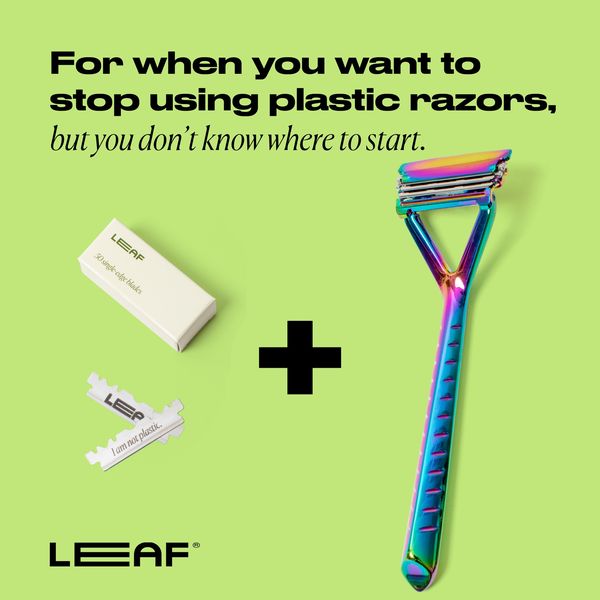 For when you want to
stop using plastic razors,
but you don't know where to start.
LEAF
50 single-edge blades
LEAF
I am not plastic.
LEAF®